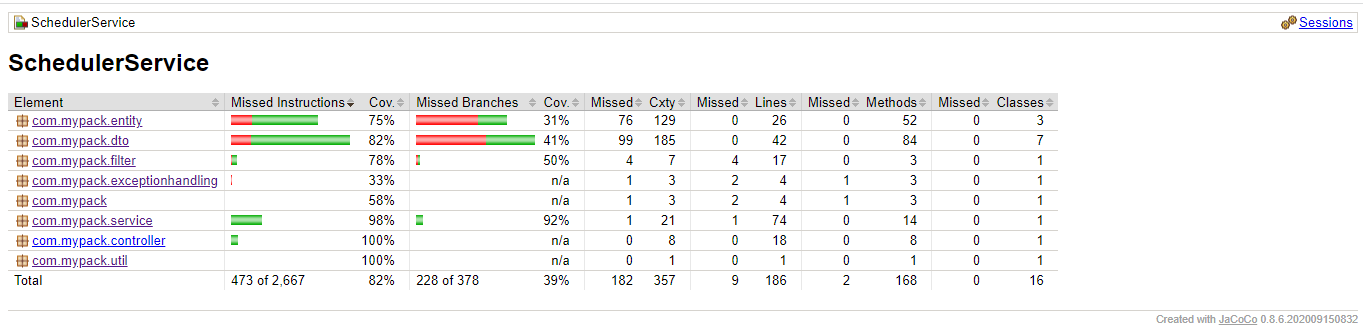 SchedulerService Sessions
SchedulerService
Element Missed Instructions Cov. Missed Branches Cov. Missed Cxty Missed Lines Missed Methods Missed Classes
com.mypack.entity 75% 31% 76 129 0 26 0 52 0 3
com.mypack.dto 82% 41% 99 185 0 42 0 84 0 7
com.mypack.filter 78% 50% 4 7 4 17 0 3 0 1
com.mypack.exceptionhandling 33% n/a 1 3 2 4 1 3 0 1
com.mypack 58% n/a 1 3 2 4 1 3 0 1
com.mypack.service 98% 92% 1 21 1 74 0 14 0 1
com.mypack.controller 100% n/a 0 8 0 18 0 8 0 1
com.mypack.util 100% n/a 0 1 0 1 0 1 0 1
Total 473 of 2,667 82% 228 of 378 39% 182 357 9 186 2 168 0 16
Created with JaCoCo 0.8.6.202009150832